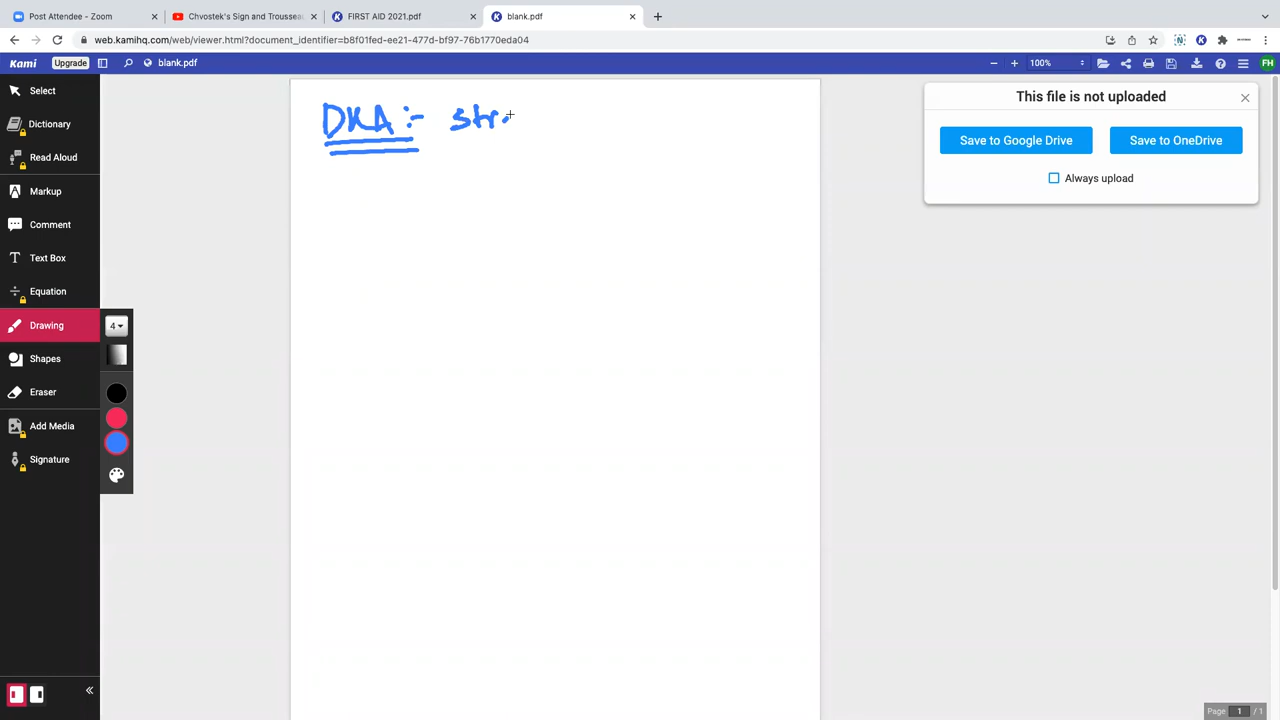 Post Attendee - Zoom
Chvostek's Sign and Trousseau
FIRST AID 2021.pdf
blank.pdf
web.kamihq.com/web/viewer.html?document_identifier=b8f01fed-ee21-477d-bf97-76b1770eda04
Kami Upgrade blank.pdf 100% FH
Select
Dictionary
Read Aloud
Markup
Comment
Text Box
Equation
Drawing
Shapes
Eraser
Add Media
Signature
4
DKA :- str
This file is not uploaded
Save to Google Drive Save to OneDrive
Always upload
Page 1 / 1